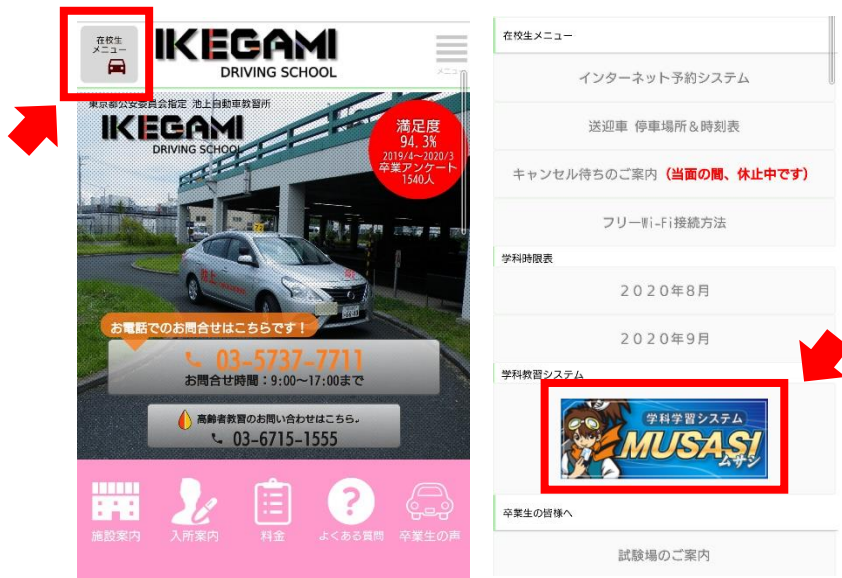 在校生
メニュー
IKEGAMI
DRIVING SCHOOL
メニュー
東京都公安委員会指定 池上自動車教習所
IKEGAMI
DRIVING SCHOOL
満足度
94.3%
2019/4~2020/3
卒業アンケート
1540人
お電話でのお問合せはこちらです!
03-5737-7711
お問合せ時間:9:00~17:00まで
高齢者教習のお問い合わせはこちら。
03-6715-1555
施設案内
入所案内
料金
よくある質問
卒業生の声
在校生メニュー
インターネット予約システム
送迎車 停車場所&時刻表
キャンセル待ちのご案内(当面の間、休止中です)
フリーWi-Fi接続方法
学科時限表
2020年8月
2020年9月
学科教習システム
学科学習システム
MUSASI
ムサシ
卒業生の皆様へ
試験場のご案内